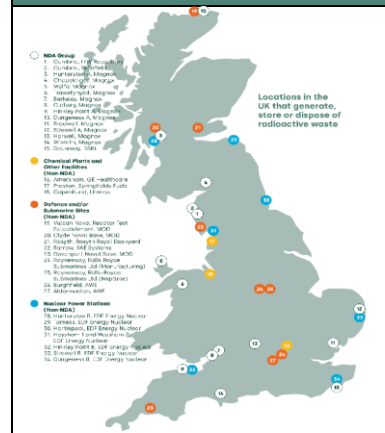 Locations in the
UK that generate,
store or dispose of
radioactive waste
NDA Group
1. Cumbria, LLW Repository
2. Cumbria, Sellafield
3. Hunterston A, Magnox
4. Chapelcross, Magnox
5. Wylfa, Magnox
6. Trawsfynydd, Magnox
7. Berkeley, Magnox
8. Oldbury, Magnox
9. Hinkley Point A, Magnox
10. Dungeness A, Magnox
11. Bradwell, Magnox
12. Sizewell A, Magnox
13. Harwell, Magnox
14. Winfrith, Magnox
15. Dounreay, DSRL
Chemical Plants and
Other Facilities
(Non-NDA)
16. Amersham, GE Healthcare
17. Preston, Springfields Fuels
18. Capenhurst, Urenco
Defence and/or
Submarine Sites
(Non-NDA)
19. Vulcan Naval Reactor Test
Establishment, MOD
20. Clyde Naval Base, MOD
21. Rosyth, Rosyth Royal Dockyard
22. Barrow, BAE Systems
23. Devonport Naval Base, MOD
24. Raynesway, Rolls-Royce
Submarines Ltd (Manufacturing)
25. Raynesway, Rolls-Royce
Submarines Ltd (Neptune)
26. Burghfield, AWE
27. Aldermaston, AWE
Nuclear Power Stations
(Non-NDA)
28. Hunterston B, EDF Energy Nuclear
29. Torness, EDF Energy Nuclear
30. Hartlepool, EDF Energy Nuclear
31. Heysham 1 and Heysham 2,
EDF Energy Nuclear
32. Hinkley Point B, EDF Energy Nuclear
33. Sizewell B, EDF Energy Nuclear
34. Dungeness B, EDF Energy Nuclear